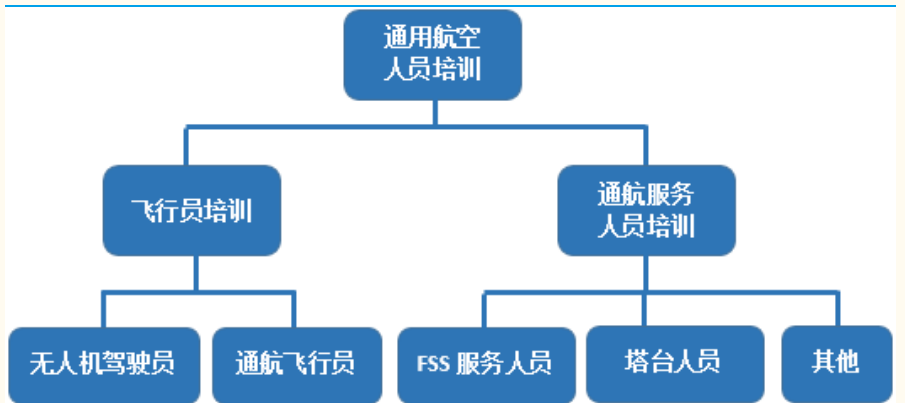 通用航空
人员培训
飞行员培训
通航服务
人员培训
无人机驾驶员
通航飞行员
FSS 服务人员
塔台人员
其他